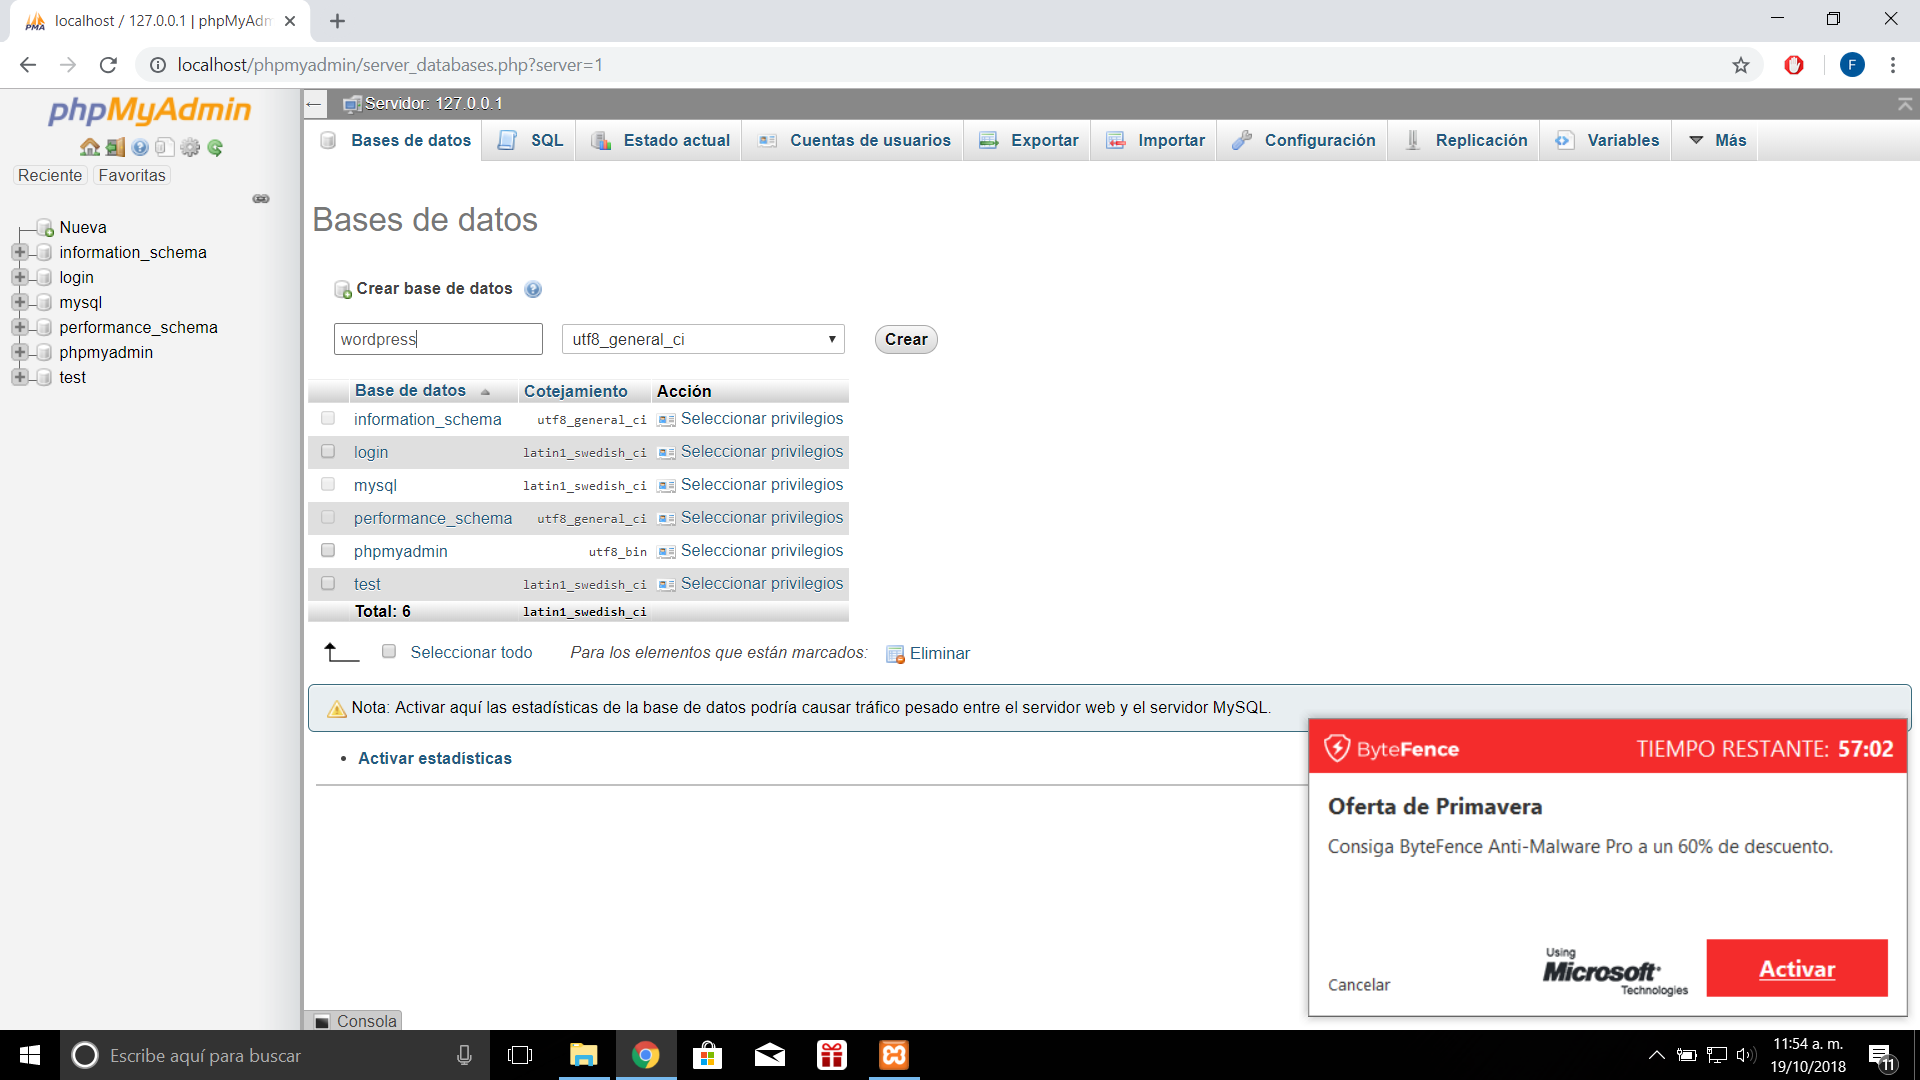 localhost / 127.0.0.1 | phpMyAdm
localhost/phpmyadmin/server_databases.php?server=1
F
phpMyAdmin
Reciente
Favoritas
Nueva
information_schema
login
mysql
performance_schema
phpmyadmin
test
Servidor: 127.0.0.1
Bases de datos
SQL
Estado actual
Cuentas de usuarios
Exportar
Importar
Configuración
Replicación
Variables
Más
Bases de datos
Crear base de datos
wordpress
utf8_general_ci
Crear
Base de datos Cotejamiento Acción
information_schema utf8_general_ci Seleccionar privilegios
login latin1_swedish_ci Seleccionar privilegios
mysql latin1_swedish_ci Seleccionar privilegios
performance_schema utf8_general_ci Seleccionar privilegios
phpmyadmin utf8_bin Seleccionar privilegios
test latin1_swedish_ci Seleccionar privilegios
Total: 6 latin1_swedish_ci
Seleccionar todo Para los elementos que están marcados: Eliminar
Nota: Activar aquí las estadísticas de la base de datos podría causar tráfico pesado entre el servidor web y el servidor MySQL.
• Activar estadísticas
ByteFence TIEMPO RESTANTE: 57:02
Oferta de Primavera
Consiga ByteFence Anti-Malware Pro a un 60% de descuento.
Cancelar
Using
Microsoft
Technologies
Activar
Consola
Escribe aquí para buscar
11:54 a. m.
19/10/2018
11